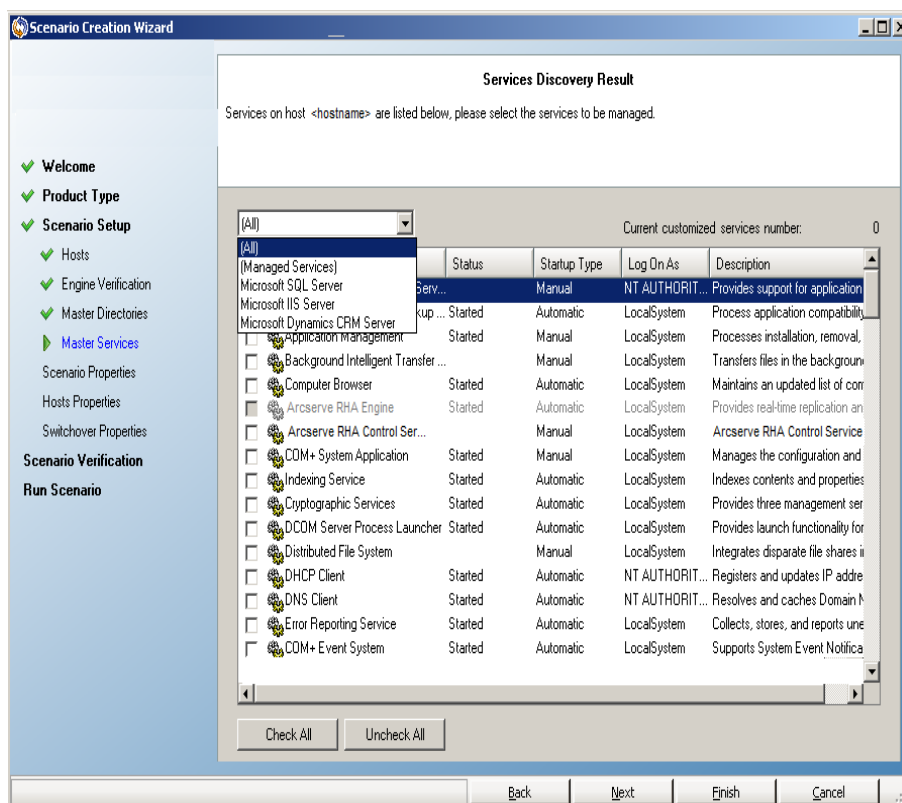 Scenario Creation Wizard
Services Discovery Result
Services on host <hostname> are listed below, please select the services to be managed.
Welcome
Product Type
Scenario Setup
Hosts
Engine Verification
Master Directories
Master Services
Scenario Properties
Hosts Properties
Switchover Properties
Scenario Verification
Run Scenario
(All)
Current customized services number: 0
(All)
(Managed Services)
Microsoft SQL Server
Microsoft IIS Server
Microsoft Dynamics CRM Server
Status Startup Type Log On As Description
Serv... Manual NT AUTHORIT... Provides support for application
kup ... Started Automatic LocalSystem Process application compatibility
Application Management Started Manual LocalSystem Processes installation, removal,
Background Intelligent Transfer ... Manual LocalSystem Transfers files in the background
Computer Browser Started Automatic LocalSystem Maintains an updated list of com
Arcserve RHA Engine Started Automatic LocalSystem Provides real-time replication an
Arcserve RHA Control Ser... Manual LocalSystem Arcserve RHA Control Service
COM+ System Application Started Manual LocalSystem Manages the configuration and
Indexing Service Started Automatic LocalSystem Indexes contents and properties
Cryptographic Services Started Automatic LocalSystem Provides three management ser
DCOM Server Process Launcher Started Automatic LocalSystem Provides launch functionality for
Distributed File System Manual LocalSystem Integrates disparate file shares i
DHCP Client Started Automatic NT AUTHORIT... Registers and updates IP addre
DNS Client Started Automatic NT AUTHORIT... Resolves and caches Domain N
Error Reporting Service Started Automatic LocalSystem Collects, stores, and reports une
COM+ Event System Started Automatic LocalSystem Supports System Event Notifica
Check All Uncheck All
Back Next Finish Cancel